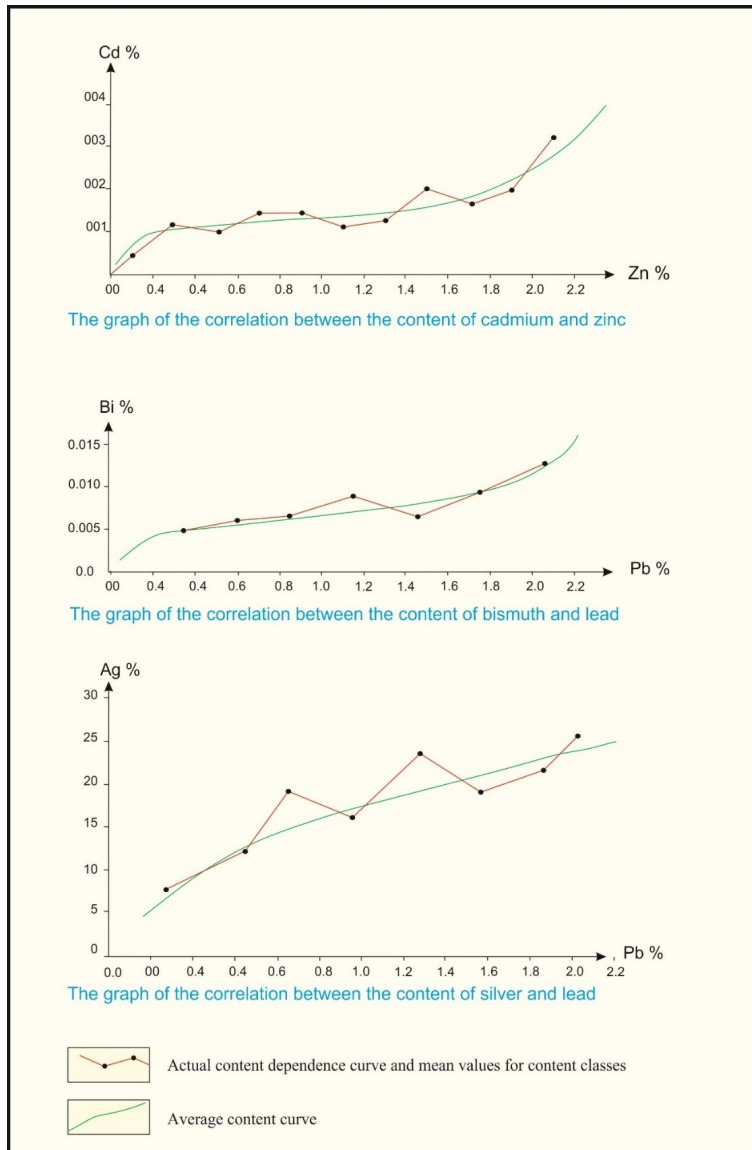 Cd %
004
003
002
001
00 0.4 0.4 0.6 0.8 1.0 1.2 1.4 1.6 1.8 2.0 2.2
Zn %
The graph of the correlation between the content of cadmium and zinc
Bi %
0.015
0.010
0.005
0.0
00 0.4 0.4 0.6 0.8 1.0 1.2 1.4 1.6 1.8 2.0 2.2
Pb %
The graph of the correlation between the content of bismuth and lead
Ag %
30
25
20
15
10
5
0
0.0 00 0.4 0.4 0.6 0.8 1.0 1.2 1.4 1.6 1.8 2.0 2.2
Pb %
The graph of the correlation between the content of silver and lead
Actual content dependence curve and mean values for content classes
Average content curve